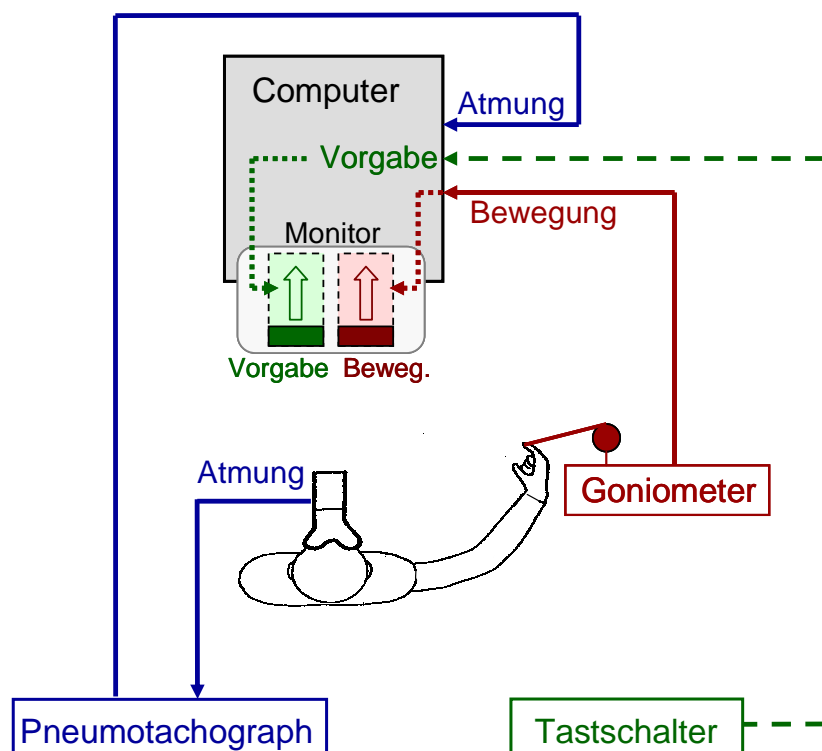 Computer
Atmung
Vorgabe
Bewegung
Monitor
Vorgabe
Beweg.
Atmung
Goniometer
Pneumotachograph
Tastschalter